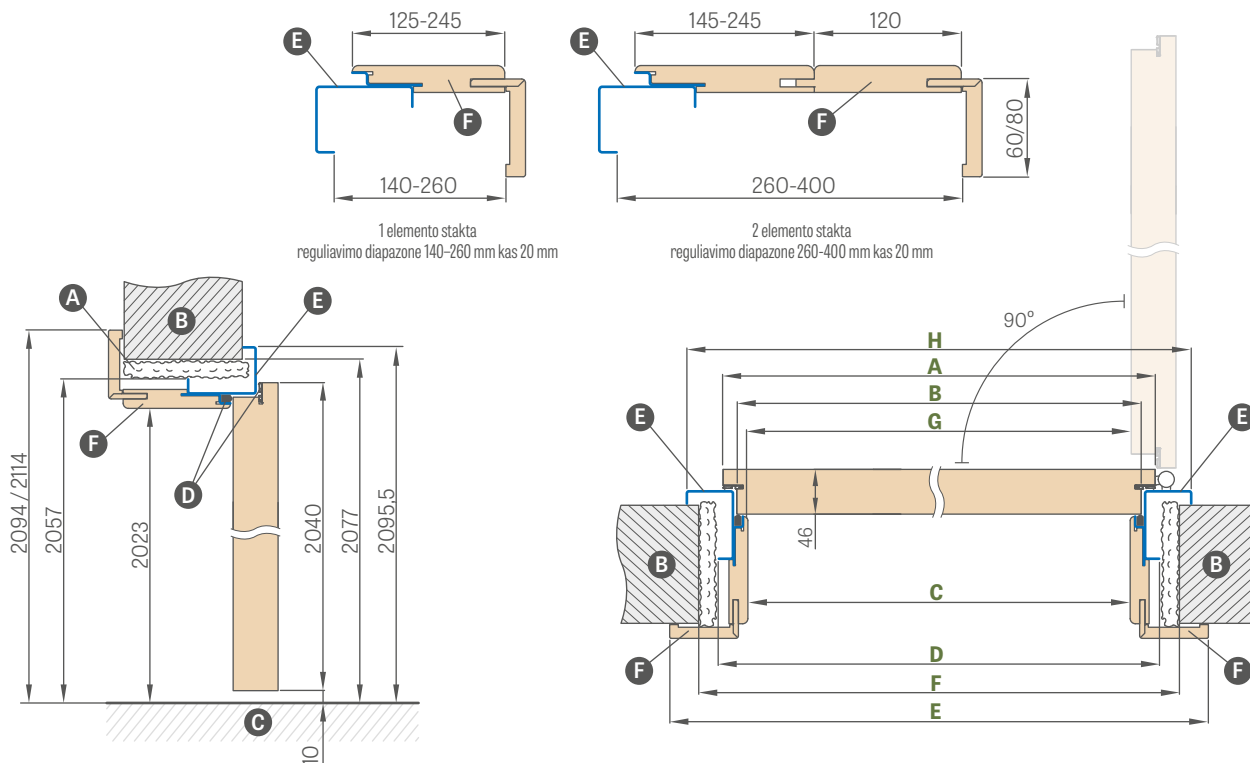 125-245
E
F
140-260
1 elemento stakta
reguliavimo diapazone 140–260 mm kas 20 mm
145-245
120
E
F
60/80
260-400
2 elemento stakta
reguliavimo diapazone 260-400 mm kas 20 mm
A
B
E
F
D
2094 / 2114
2057
2023
2040
2077
2095,5
C
10
90°
H
A
B
G
E
E
46
B
B
C
D
F
F
F
E